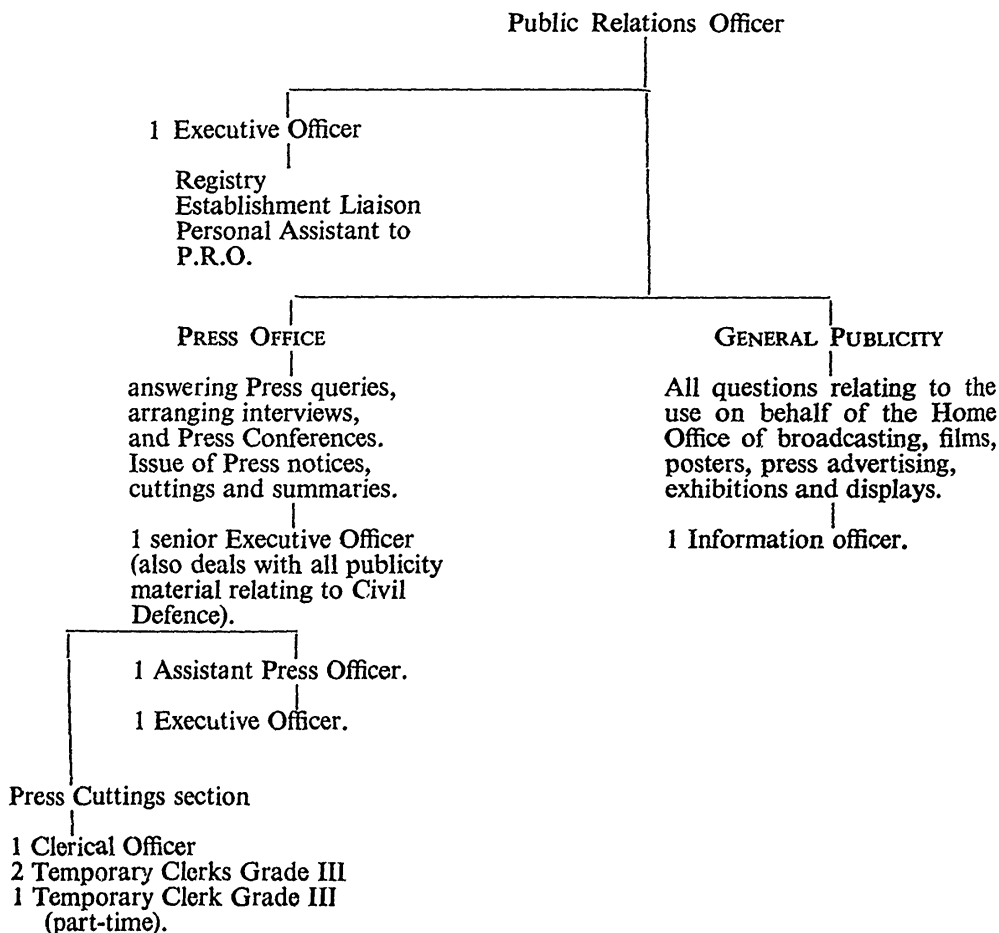 Public Relations Officer
1 Executive Officer
Registry
Establishment Liaison
Personal Assistant to
P.R.O.
PRESS OFFICE
answering Press queries,
arranging interviews,
and Press Conferences.
Issue of Press notices,
cuttings and summaries.
1 senior Executive Officer
(also deals with all publicity
material relating to Civil
Defence).
1 Assistant Press Officer.
1 Executive Officer.
Press Cuttings section
1 Clerical Officer
2 Temporary Clerks Grade III
1 Temporary Clerk Grade III
(part-time).
GENERAL PUBLICITY
All questions relating to the
use on behalf of the Home
Office of broadcasting, films,
posters, press advertising,
exhibitions and displays.
1 Information officer.